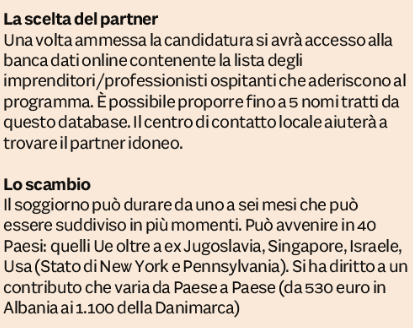 La scelta del partner
Una volta ammessa la candidatura si avrà accesso alla
banca dati online contenente la lista degli
imprenditori/professionisti ospitanti che aderiscono al
programma. È possibile proporre fino a 5 nomi tratti da
questo database. Il centro di contatto locale aiuterà a
trovare il partner idoneo.
Lo scambio
Il soggiorno può durare da uno a sei mesi che può
essere suddiviso in più momenti. Può avvenire in 40
Paesi: quelli Ue oltre a ex Jugoslavia, Singapore, Israele,
Usa (Stato di New York e Pennsylvania). Si ha diritto a un
contributo che varia da Paese a Paese (da 530 euro in
Albania ai 1.100 della Danimarca)